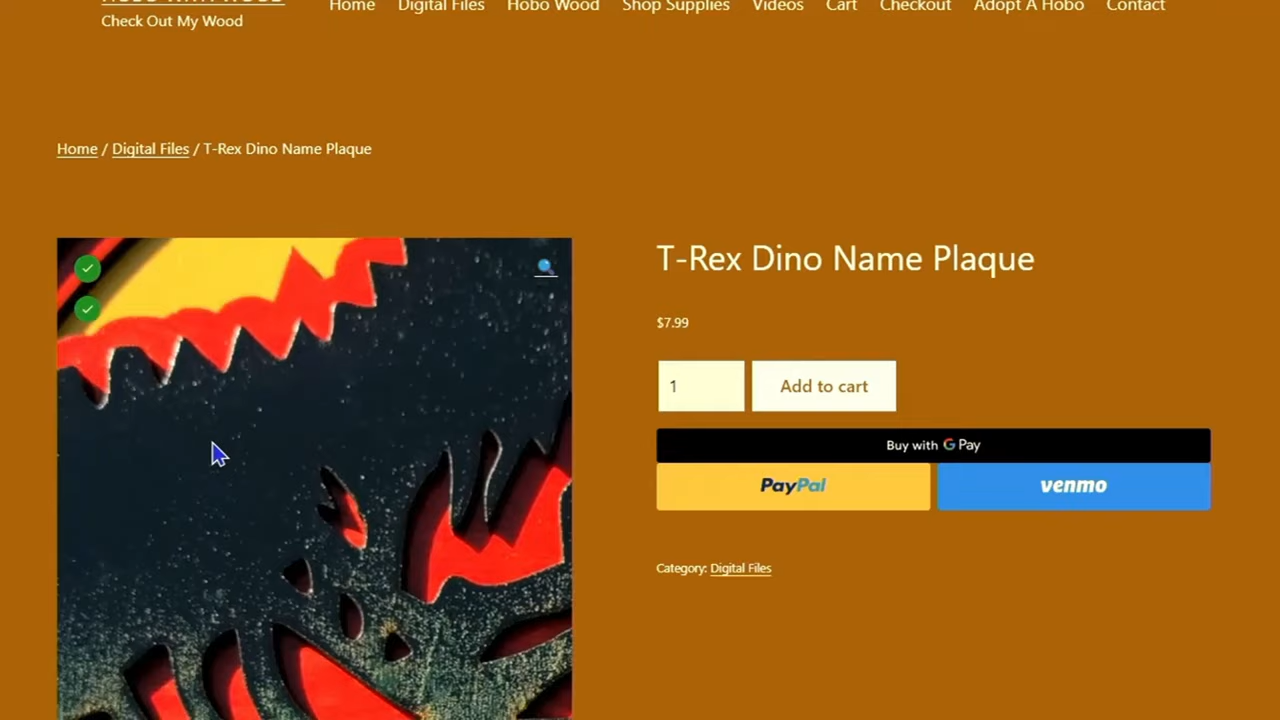 Home Digital Files Hobo Wood Shop Supplies Videos Cart Checkout Adopt A Hobo Contact
Check Out My Wood
Home / Digital Files / T-Rex Dino Name Plaque
T-Rex Dino Name Plaque
$7.99
1 Add to cart
Buy with G Pay
PayPal venmo
Category: Digital Files